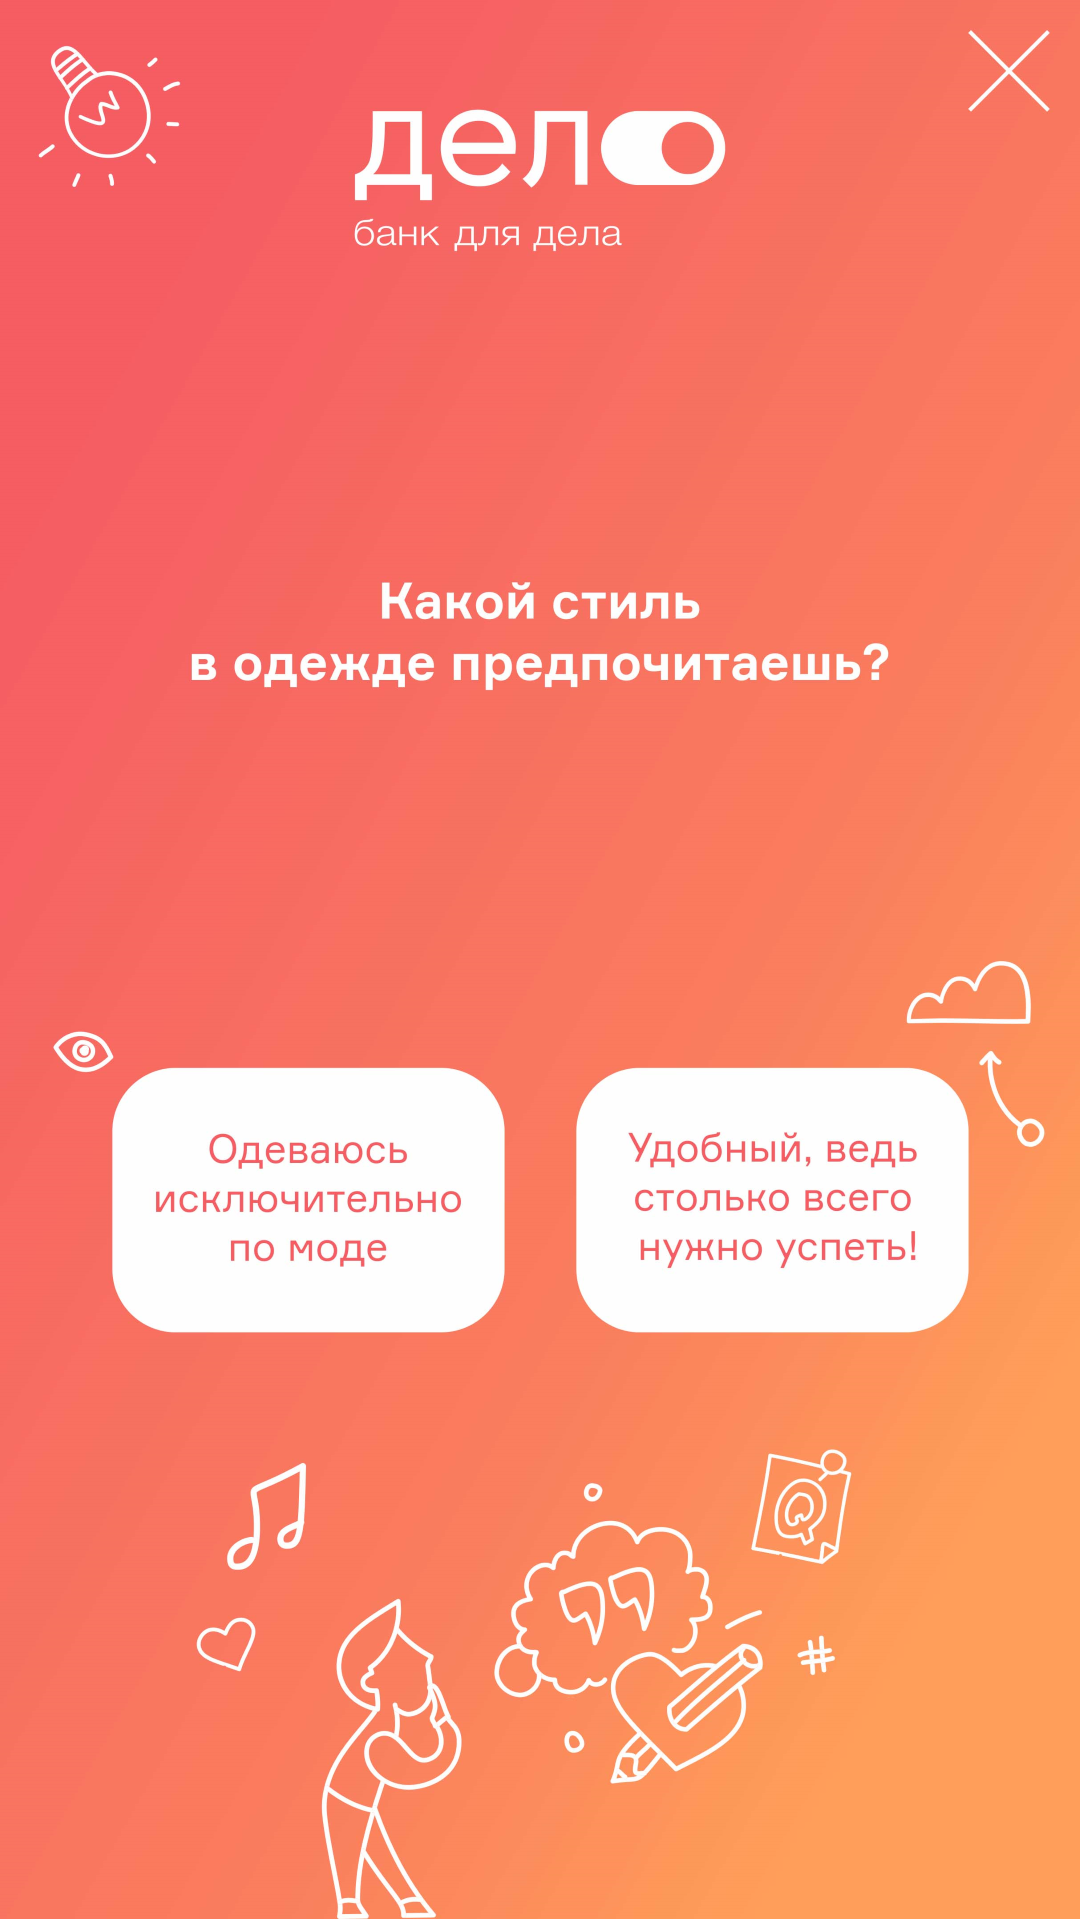 дело
банк для дела
Какой стиль
в одежде предпочитаешь?
Одеваюсь
исключительно
по моде
Удобный, ведь
столько всего
нужно успеть!
Q
#